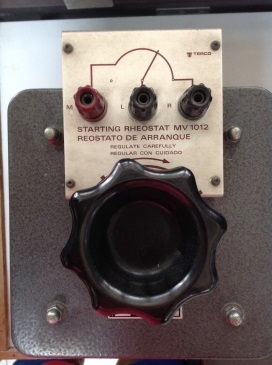 TERCO
M L R
STARTING RHEOSTAT MV 1012
REOSTATO DE ARRANQUE
REGULATE CAREFULLY
REGULAR CON CUIDADO